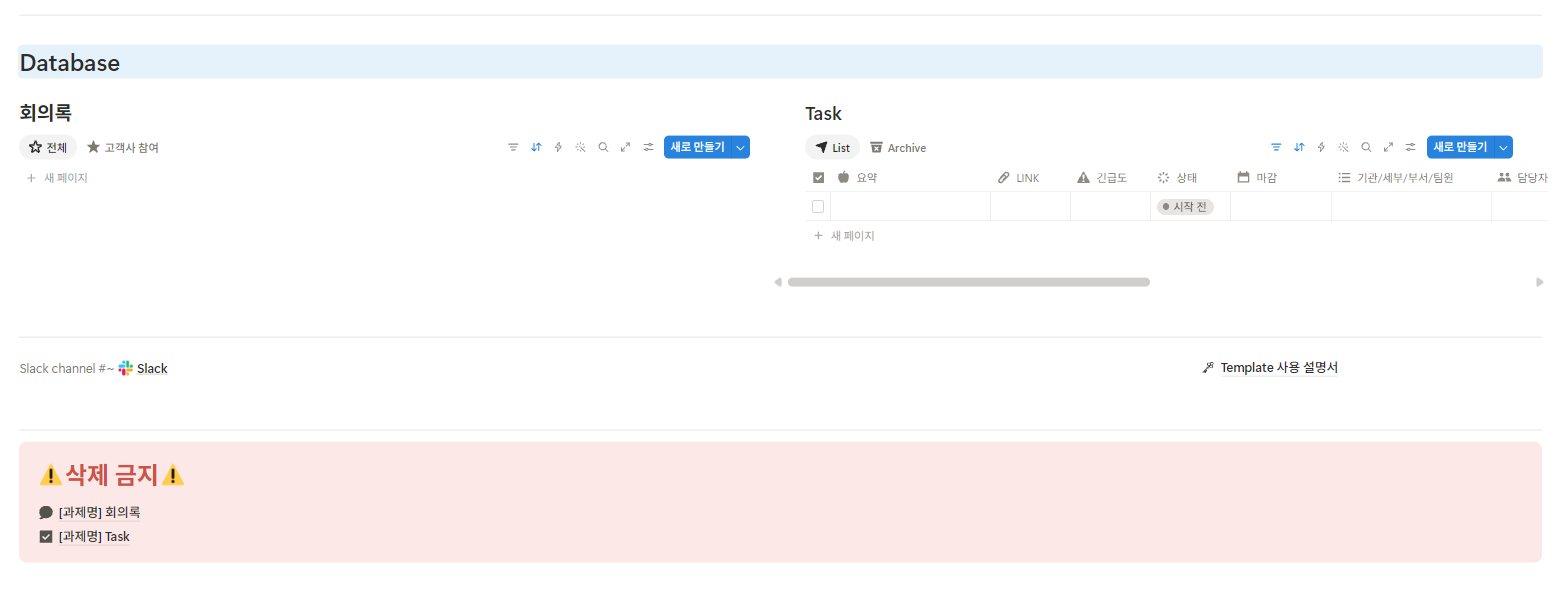 Database
회의록
전체 고객사 참여 새로 만들기
+ 새 페이지
Task
List Archive 새로 만들기
요약 LINK 긴급도 상태 마감 기관/세부/부서/팀원 담당자
시작 전
+ 새 페이지
Slack channel #~ Slack
Template 사용 설명서
⚠️삭제 금지⚠️
[과제명] 회의록
[과제명] Task